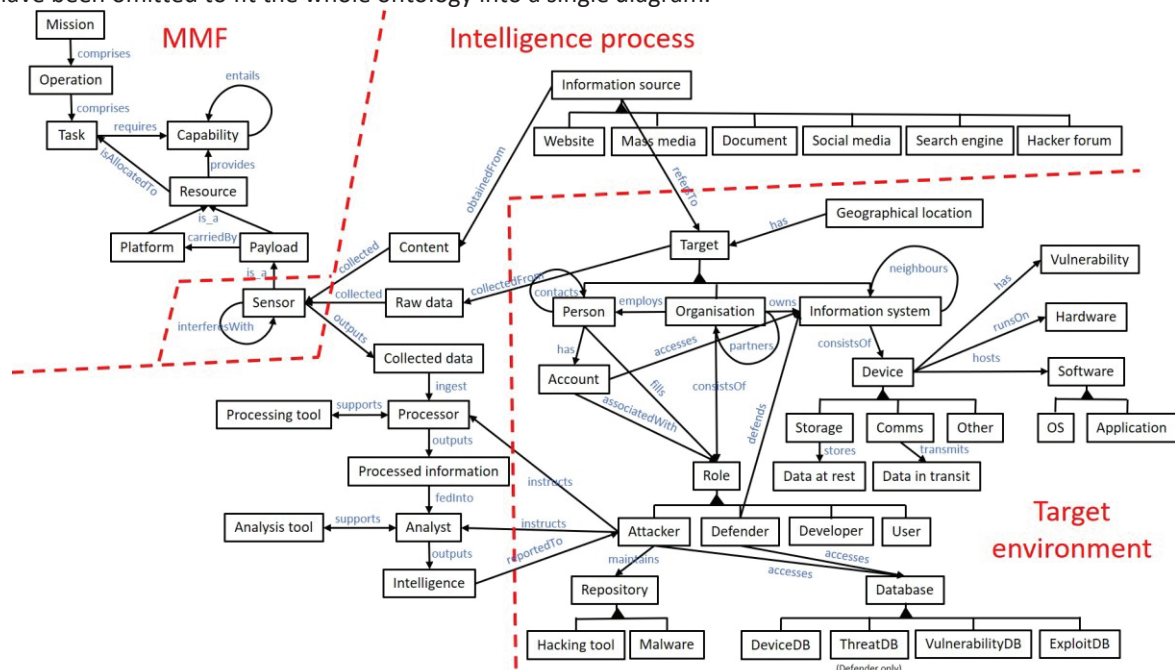 have been omitted to fit the whole ontology into a single diagram.
MMF
Intelligence process
Mission
comprises
Operation
comprises
Task
requires
Capability
entails
isAllocatedTo
provides
Resource
is_a
Platform
carriedBy
Payload
is_a
Sensor
interferesWith
Information source
Website
Mass media
Document
Social media
Search engine
Hacker forum
obtainedFrom
refersTo
Content
collected
Raw data
collected
collectedFrom
outputs
Collected data
ingest
Processing tool
supports
Processor
outputs
Processed information
fedInto
Analysis tool
supports
Analyst
outputs
Intelligence
instructs
instructs
reportedTo
Geographical location
has
Target
contacts
Person
employs
Organisation
owns
Information system
neighbours
partners
has
accesses
Account
fills
consistsOf
associatedWith
defends
consistsOf
Device
has
Vulnerability
runsOn
Hardware
hosts
Software
OS
Application
Storage
Comms
Other
stores
transmits
Data at rest
Data in transit
Role
Attacker
Defender
Developer
User
Target
environment
maintains
accesses
accesses
Repository
Database
Hacking tool
Malware
DeviceDB
ThreatDB
VulnerabilityDB
ExploitDB
(Defender only)